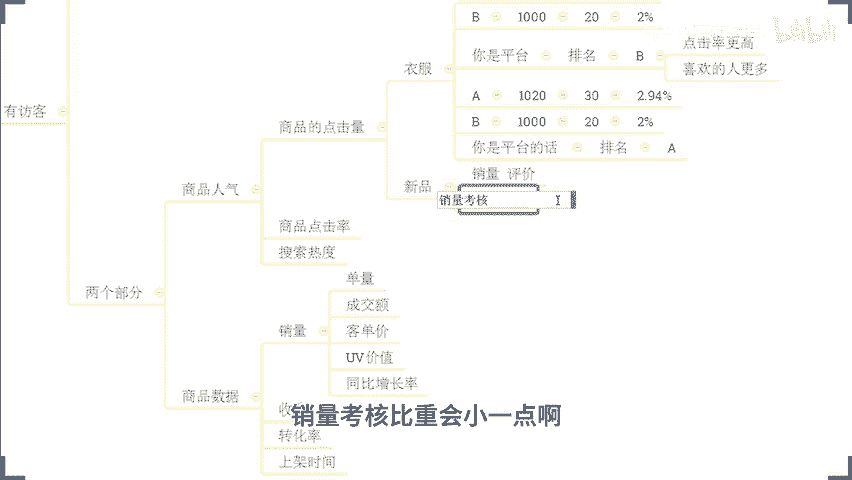 B 1000 20 2%
bilibili
点击率更高
你是平台 排名 B
喜欢的人更多
衣服
A 1020 30 2.94%
有访客
B 1000 20 2%
商品的点击量
你是平台的话 排名 A
销量 评价
新品
商品人气
销量考核
商品点击率
搜索热度
单量
两个部分
成交额
销量
客单价
UV价值
同比增长率
商品数据
销量考核比重会小一点啊
转化率
上架时间